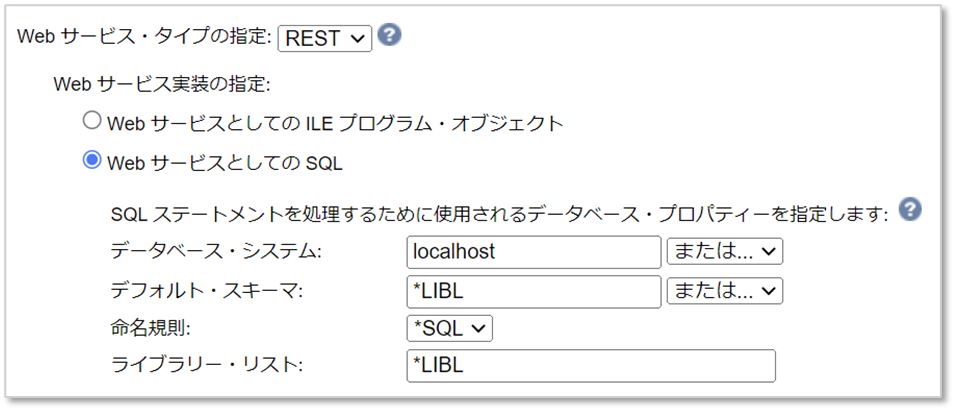 Web サービス・タイプの指定: REST ?
Web サービス実装の指定:
Web サービスとしての ILE プログラム・オブジェクト
Web サービスとしての SQL
SQL ステートメントを処理するために使用されるデータベース・プロパティーを指定します: ?
データベース・システム: localhost または...
デフォルト・スキーマ: *LIBL または...
命名規則: *SQL
ライブラリー・リスト: *LIBL